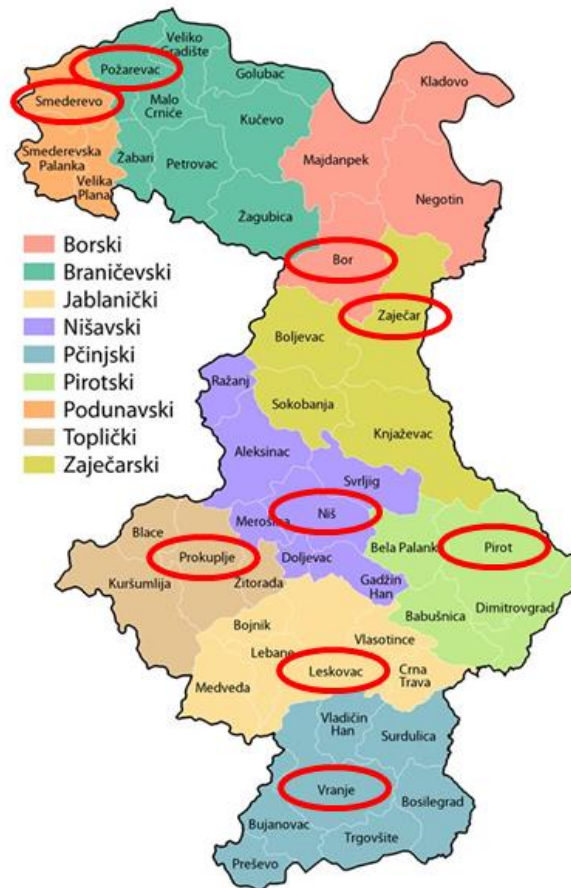 Veliko
Gradište
Požarevac
Golubac
Kladovo
Smederevo
Malo
Crniće
Kučevo
Smederevska
Palanka
Žabari
Petrovac
Majdanpek
Velika
Plana
Negotin
Žagubica
Borski
Braničevski
Jablanički
Nišavski
Pčinjski
Pirotski
Podunavski
Toplički
Zaječarski
Bor
Zaječar
Boljevac
Ražanj
Sokobanja
Knjaževac
Aleksinac
Svrljig
Niš
Merošina
Blace
Prokuplje
Doljevac
Bela Palank
Pirot
Kuršumlija
Žitorađa
Gadžin
Han
Babušnica
Dimitrovgrad
Bojnik
Vlasotince
Lebane
Leskovac
Crna
Trava
Medveđa
Vladičin
Han
Surdulica
Vranje
Bosilegrad
Bujanovac
Trgovšite
Preševo